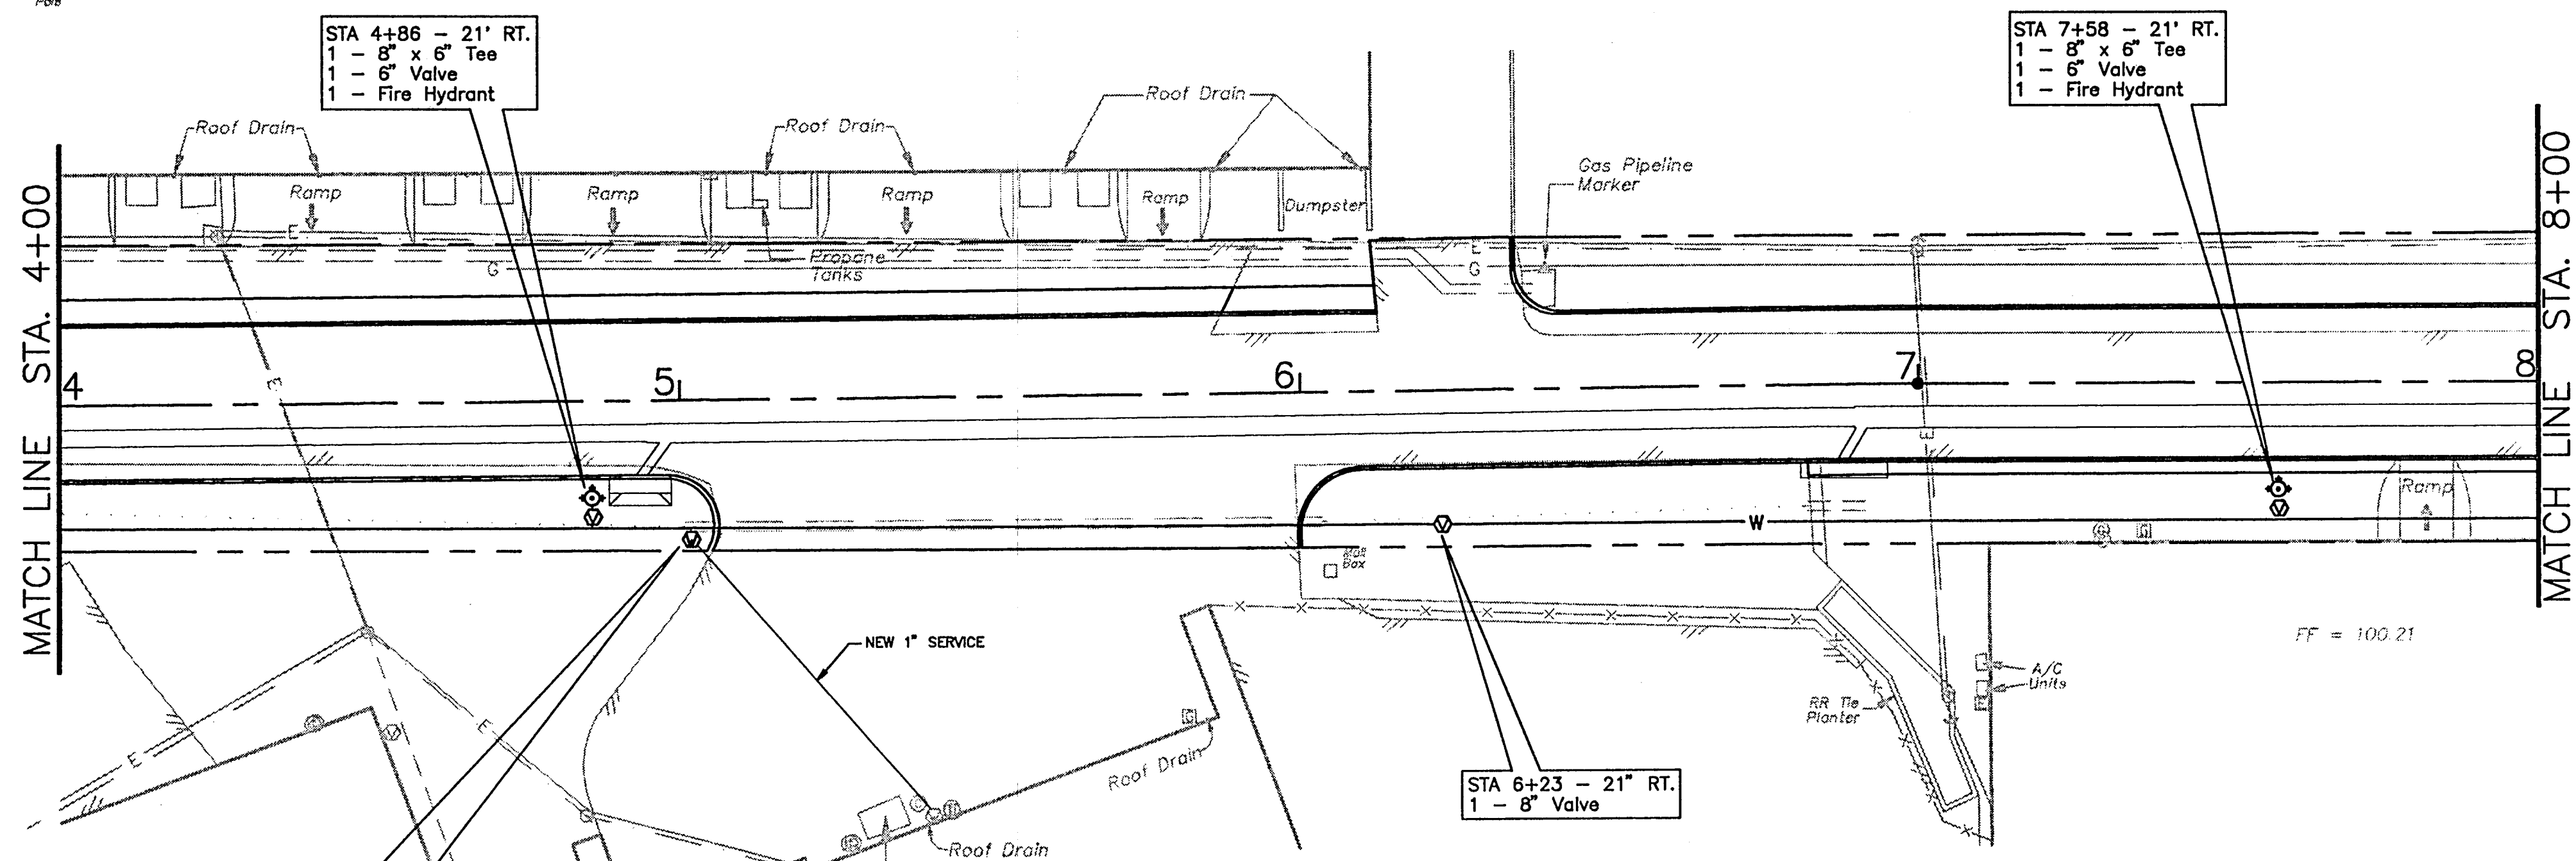 Pole
STA 4+86 - 21' RT.
1 - 8" x 6" Tee
1 - 6" Valve
1 - Fire Hydrant
STA 7+58 - 21' RT.
1 - 8" x 6" Tee
1 - 6" Valve
1 - Fire Hydrant
Roof Drain
Roof Drain
Roof Drain
Gas Pipeline
Marker
Ramp
Ramp
Ramp
Ramp
Dumpster
E
E
G
G
Propane
Tanks
MATCH LINE STA. 4+00
MATCH LINE STA. 8+00
4
5
6
7
8
E
E
V
V
V
V
W
Ramp
G
Mail
Box
NEW 1" SERVICE
FF = 100.21
A/C
Units
E
RR Tie
Planter
E
E
V
G
Roof Drain
STA 6+23 - 21" RT.
1 - 8" Valve
Roof Drain